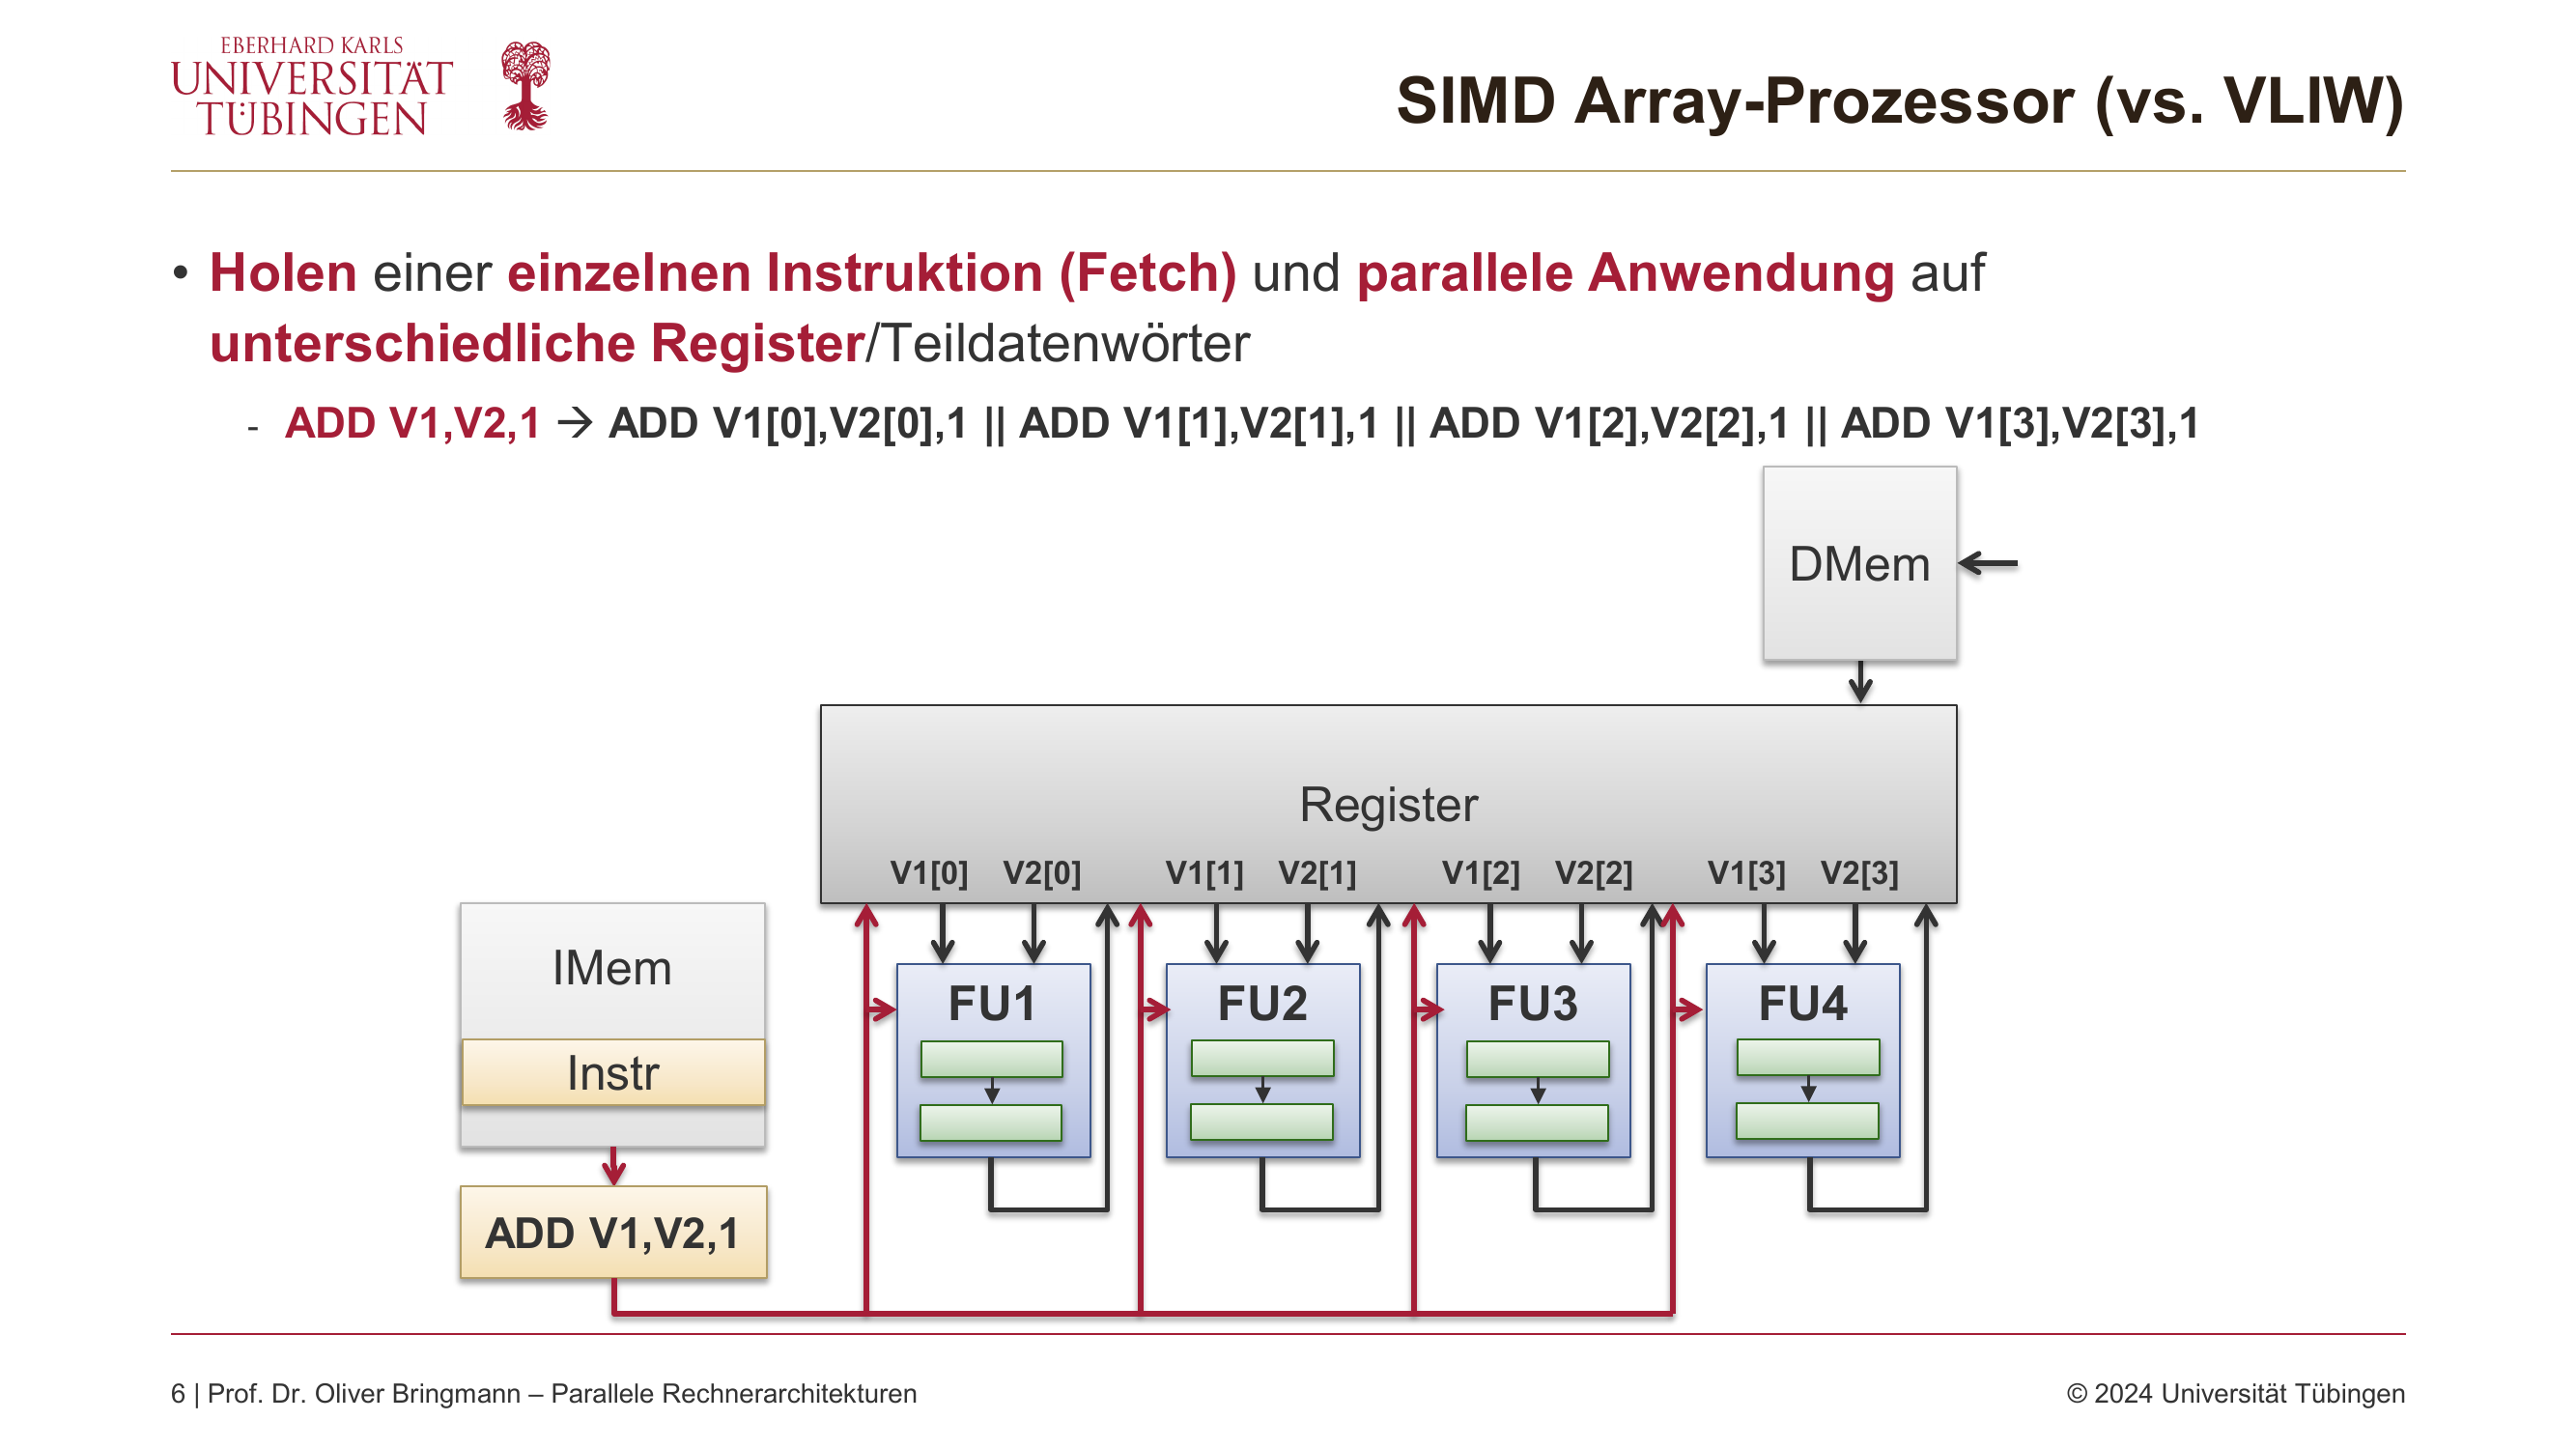 EBERHARD KARLS
UNIVERSITÄT
TÜBINGEN
SIMD Array-Prozessor (vs. VLIW)
• Holen einer einzelnen Instruktion (Fetch) und parallele Anwendung auf
unterschiedliche Register/Teildatenwörter
- ADD V1,V2,1 → ADD V1[0],V2[0],1 || ADD V1[1],V2[1],1 || ADD V1[2],V2[2],1 || ADD V1[3],V2[3],1
DMem
Register
V1[0] V2[0] V1[1] V2[1] V1[2] V2[2] V1[3] V2[3]
IMem
FU1 FU2 FU3 FU4
Instr
ADD V1,V2,1
6 | Prof. Dr. Oliver Bringmann – Parallele Rechnerarchitekturen
© 2024 Universität Tübingen